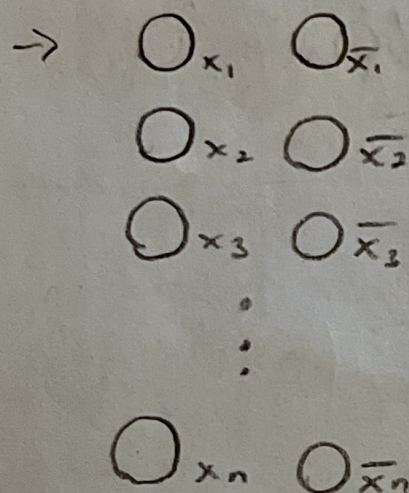 → x₁ x̄₁
x₂ x̄₂
x₃ x̄₃
⋮
xₙ x̄ₙ